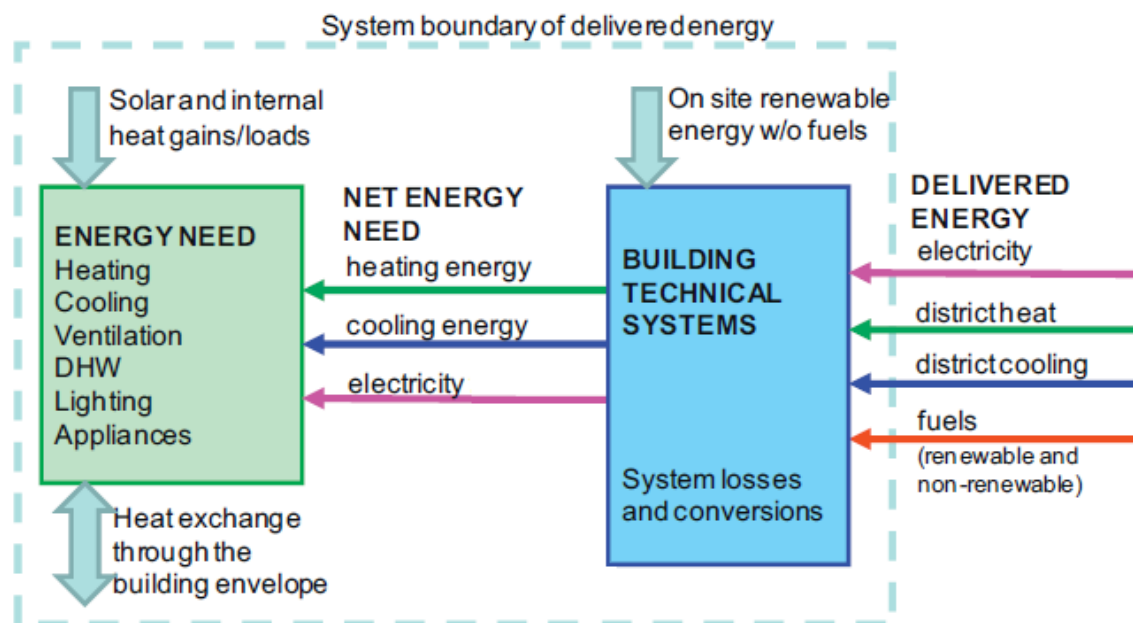 System boundary of delivered energy
Solar and internal
heat gains/loads
On site renewable
energy w/o fuels
ENERGY NEED
Heating
Cooling
Ventilation
DHW
Lighting
Appliances
NET ENERGY
NEED
heating energy
cooling energy
electricity
BUILDING
TECHNICAL
SYSTEMS
System losses
and conversions
DELIVERED
ENERGY
electricity
district heat
district cooling
fuels
(renewable and
non-renewable)
Heat exchange
through the
building envelope